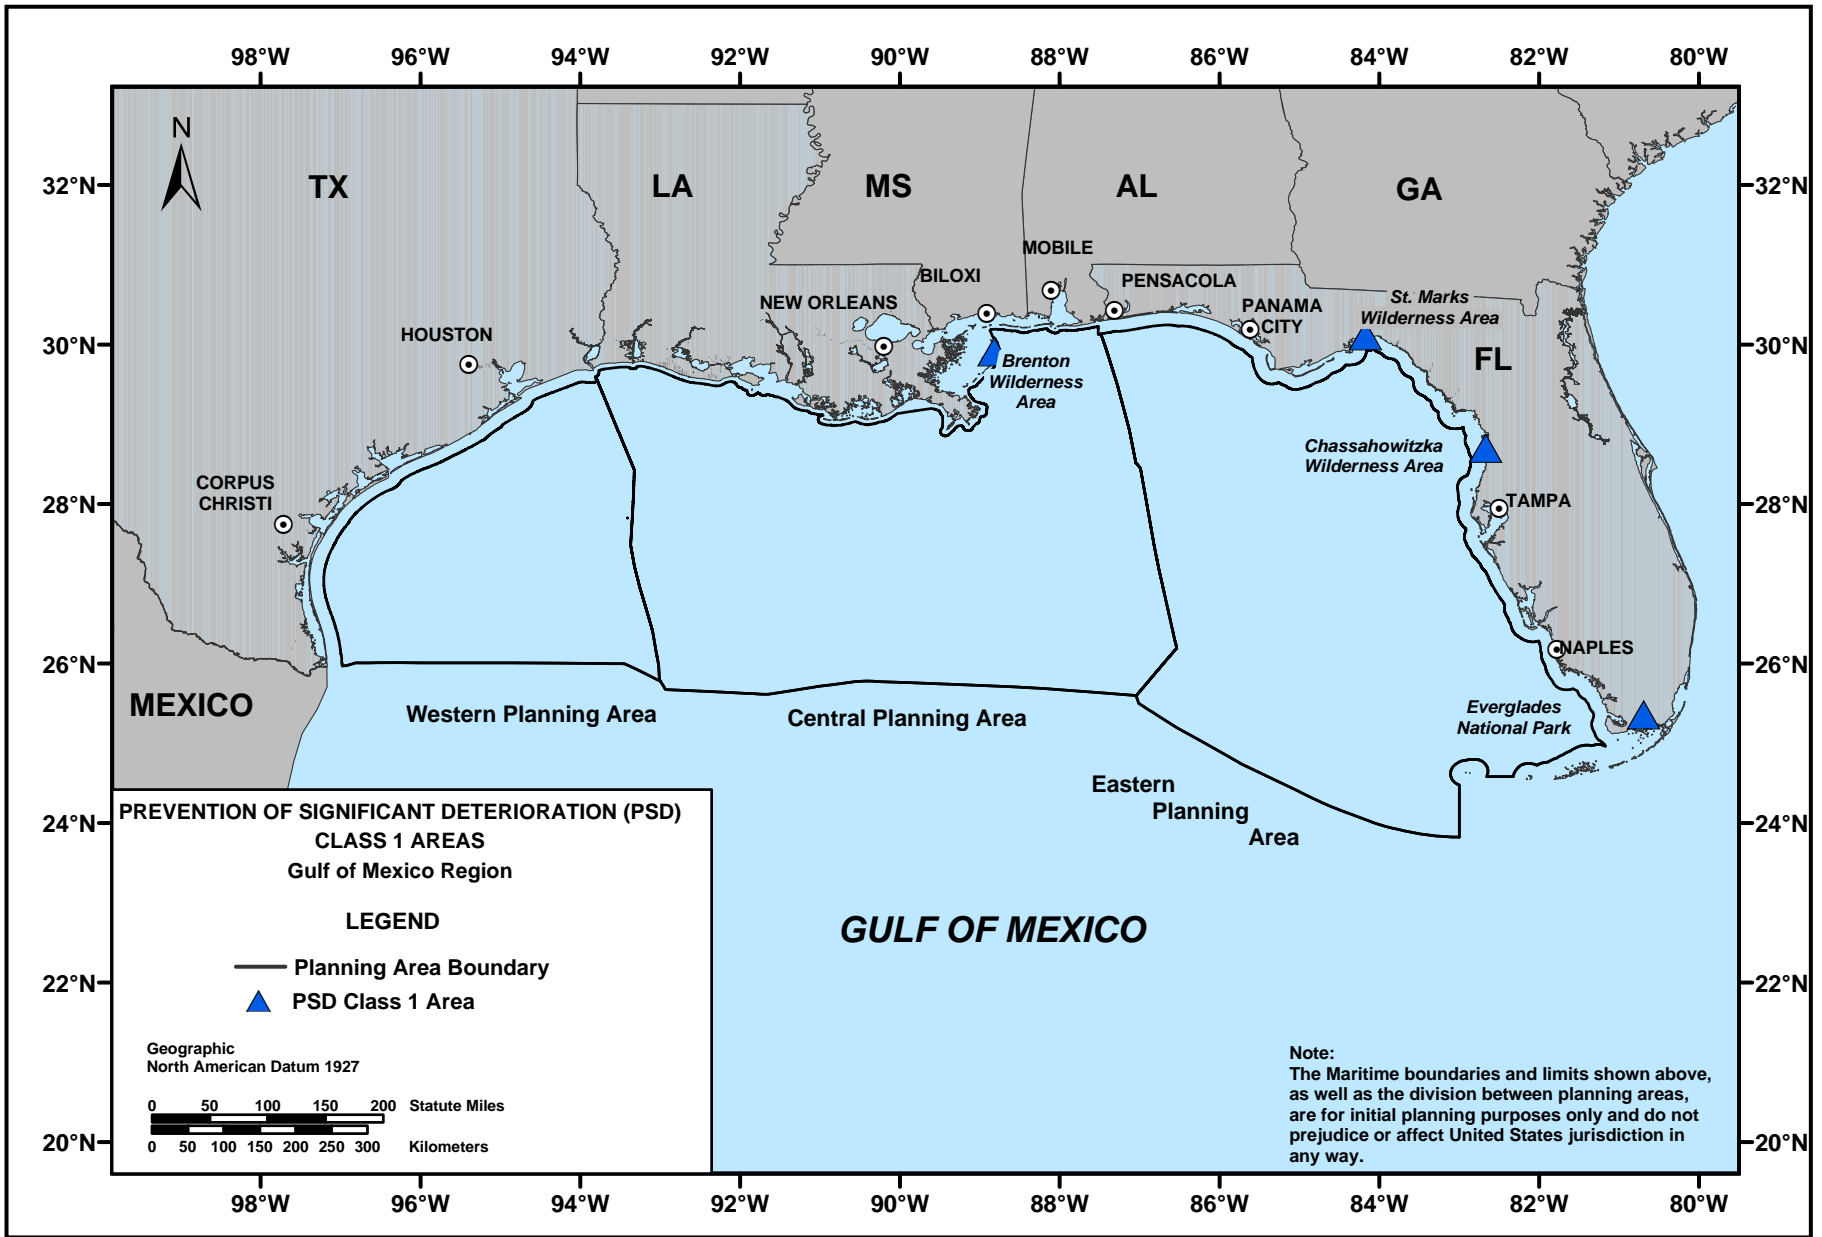 98°W 96°W 94°W 92°W 90°W 88°W 86°W 84°W 82°W 80°W
N
32°N TX LA MS AL GA 32°N
MOBILE
BILOXI
PENSACOLA
NEW ORLEANS
PANAMA
CITY
St. Marks
Wilderness Area
HOUSTON
30°N 30°N
FL
Brenton
Wilderness
Area
Chassahowitzka
Wilderness Area
CORPUS
CHRISTI
28°N TAMPA 28°N
NAPLES
26°N 26°N
MEXICO
Western Planning Area
Central Planning Area
Everglades
National Park
Eastern
Planning
Area
24°N 24°N
PREVENTION OF SIGNIFICANT DETERIORATION (PSD)
CLASS 1 AREAS
Gulf of Mexico Region
LEGEND
Planning Area Boundary
PSD Class 1 Area
GULF OF MEXICO
22°N 22°N
Geographic
North American Datum 1927
0 50 100 150 200 Statute Miles
0 50 100 150 200 250 300 Kilometers
Note:
The Maritime boundaries and limits shown above,
as well as the division between planning areas,
are for initial planning purposes only and do not
prejudice or affect United States jurisdiction in
any way.
20°N 20°N
98°W 96°W 94°W 92°W 90°W 88°W 86°W 84°W 82°W 80°W